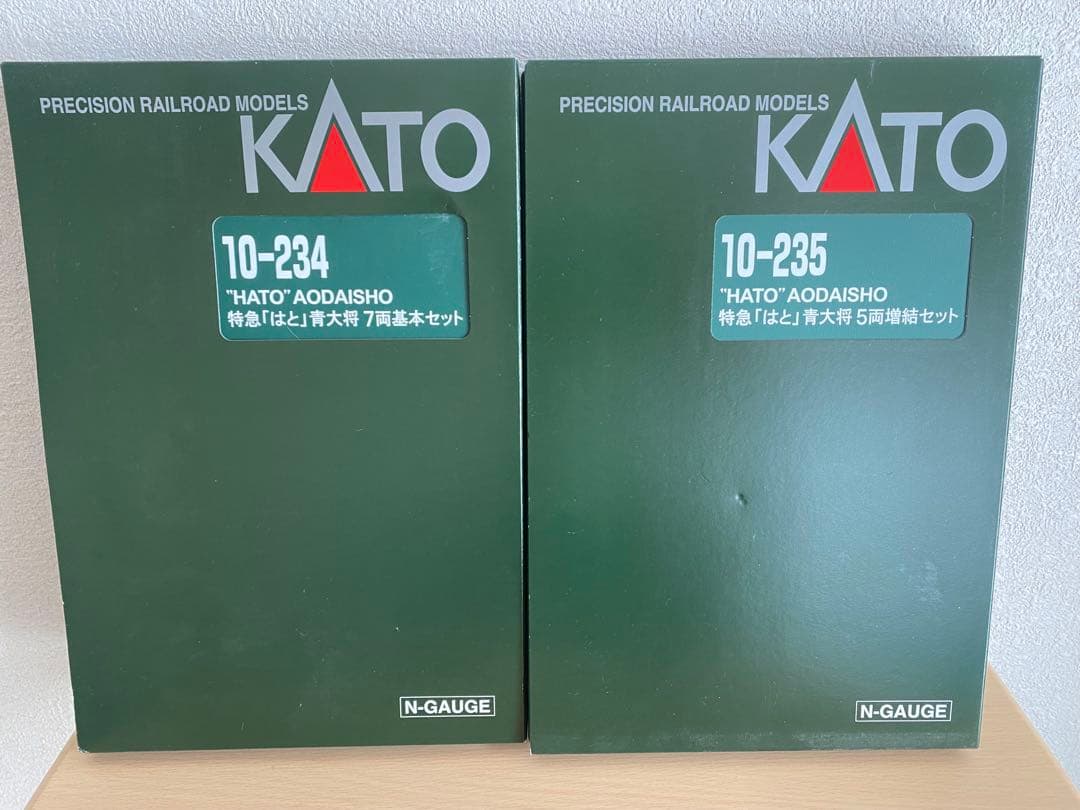 PRECISION RAILROAD MODELS
KATO
10-234
"HATO" AODAISHO
特急「はと」青大将 7両基本セット
N-GAUGE
PRECISION RAILROAD MODELS
KATO
10-235
"HATO" AODAISHO
特急「はと」青大将 5両増結セット
N-GAUGE